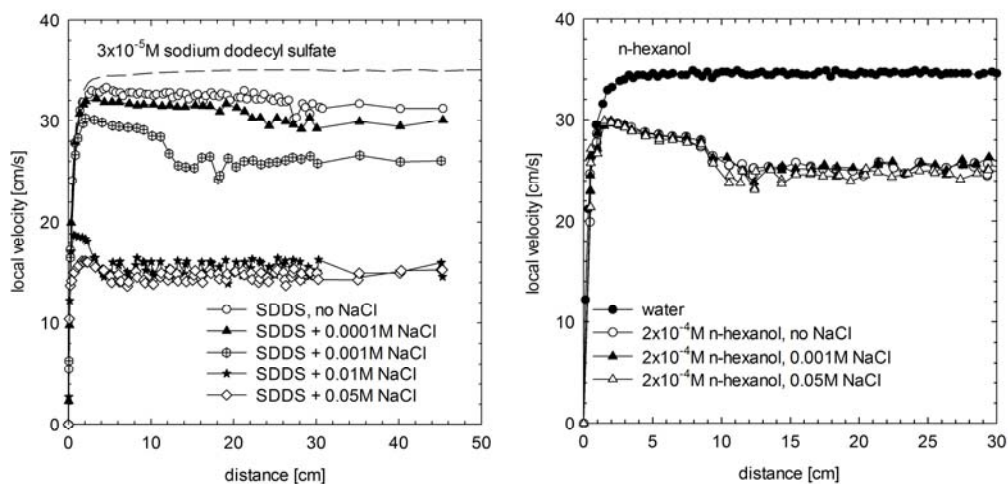 3x10⁻⁵M sodium dodecyl sulfate
local velocity [cm/s]
40
30
20
10
0
SDDS, no NaCl
SDDS + 0.0001M NaCl
SDDS + 0.001M NaCl
SDDS + 0.01M NaCl
SDDS + 0.05M NaCl
0 10 20 30 40 50
distance [cm]
n-hexanol
local velocity [cm/s]
40
30
20
10
0
water
2x10⁻⁴M n-hexanol, no NaCl
2x10⁻⁴M n-hexanol, 0.001M NaCl
2x10⁻⁴M n-hexanol, 0.05M NaCl
0 5 10 15 20 25 30
distance [cm]